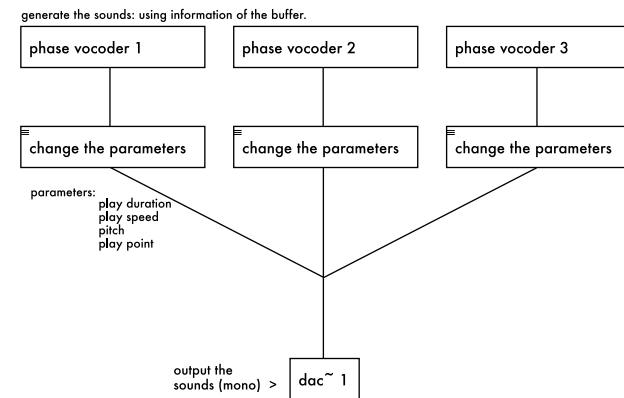 generate the sounds: using information of the buffer.
phase vocoder 1
phase vocoder 2
phase vocoder 3
change the parameters
change the parameters
change the parameters
parameters:
play duration
play speed
pitch
play point
output the
sounds (mono) >
dac~ 1